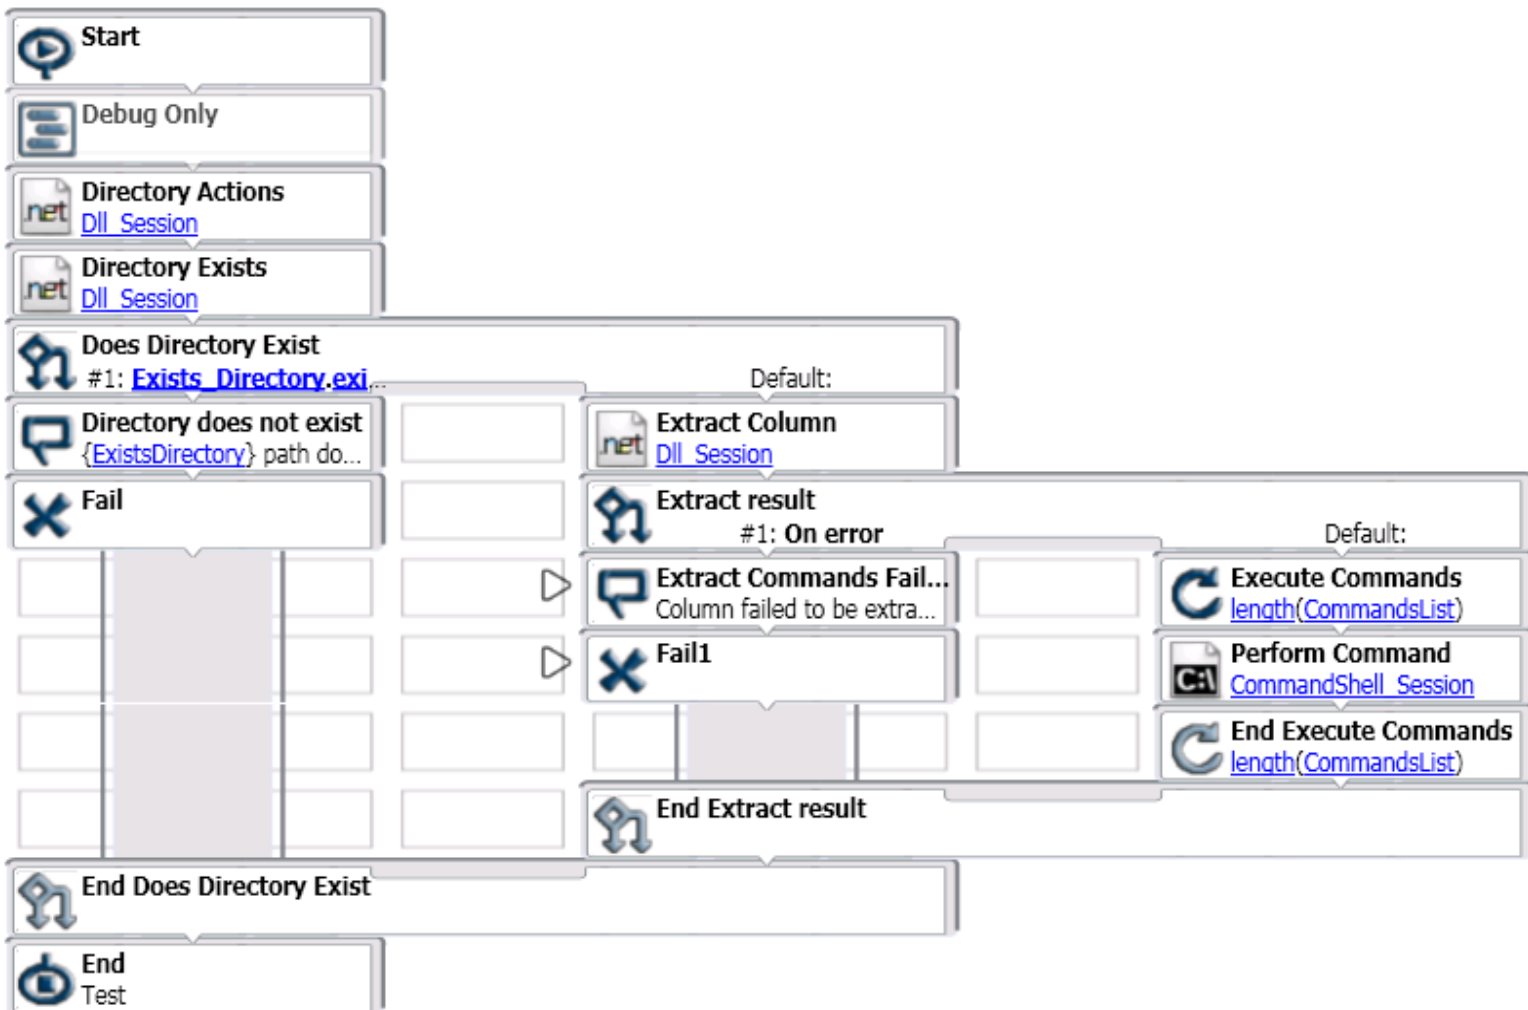 Start
Debug Only
.net
Directory Actions
Dll_Session
.net
Directory Exists
Dll_Session
Does Directory Exist
#1: Exists_Directory.exi... Default:
Directory does not exist
{ExistsDirectory} path do...
.net
Extract Column
Dll_Session
Fail
Extract result
#1: On error Default:
Extract Commands Fail...
Column failed to be extra...
Execute Commands
length(CommandsList)
Fail1
C:\
Perform Command
CommandShell_Session
End Execute Commands
length(CommandsList)
End Extract result
End Does Directory Exist
End
Test